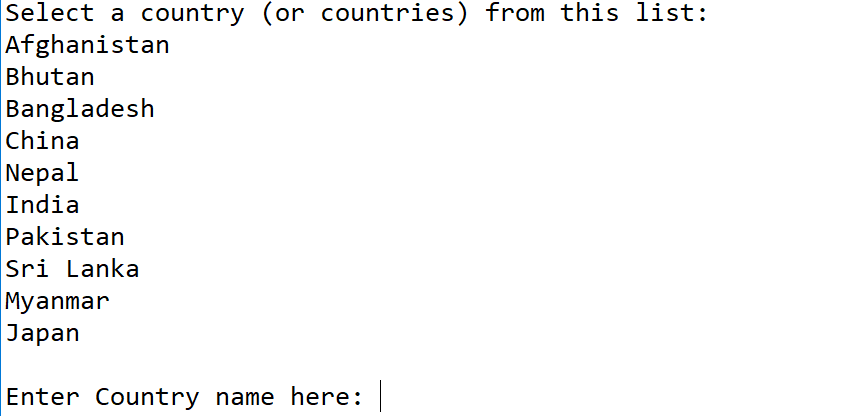 Select a country (or countries) from this list:
Afghanistan
Bhutan
Bangladesh
China
Nepal
India
Pakistan
Sri Lanka
Myanmar
Japan
Enter Country name here: